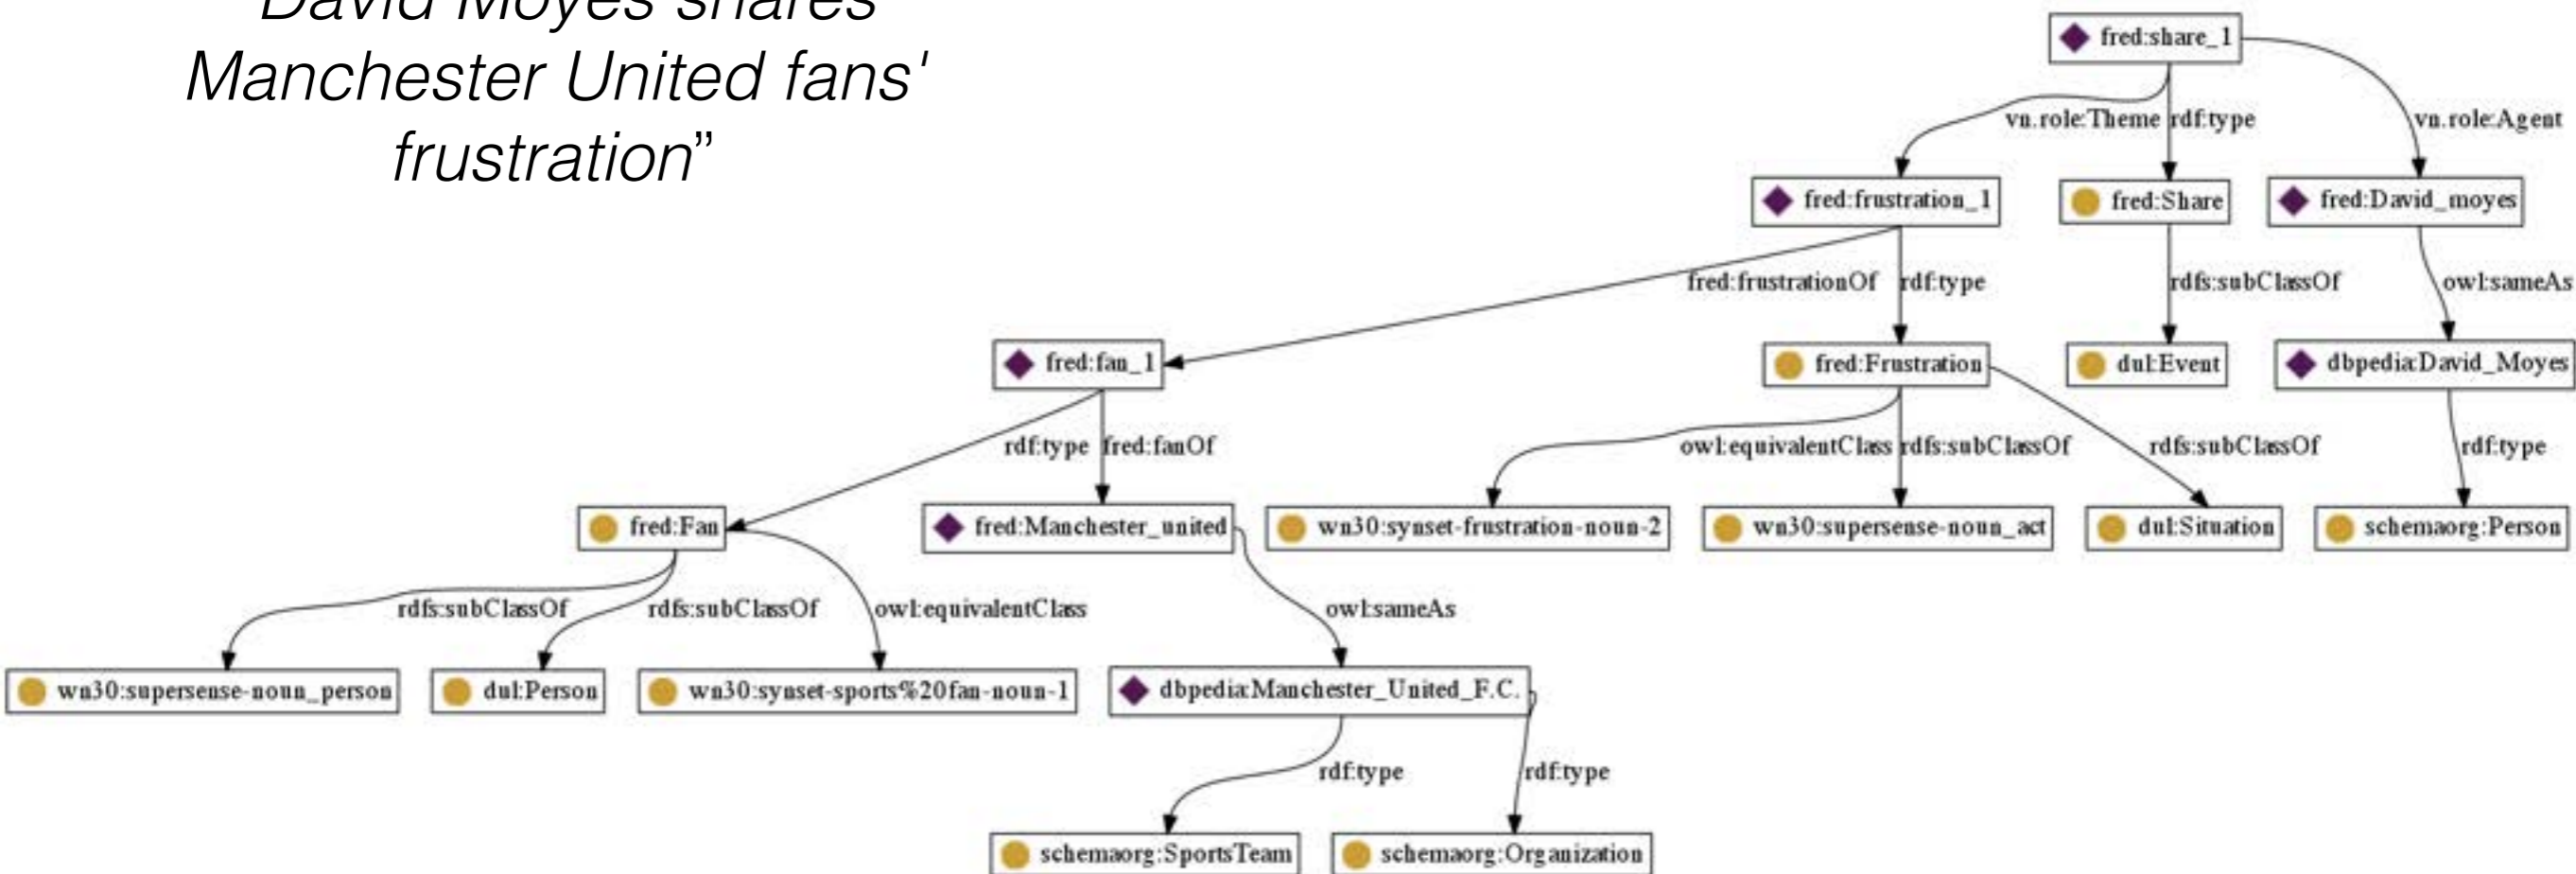 David Moyes shares
Manchester United fans'
frustration”
fred:share_1
vn.role:Theme
rdf:type
vn.role:Agent
fred:frustration_1
fred:Share
fred:David_moyes
fred:frustrationOf
rdf:type
rdfs:subClassOf
owl:sameAs
fred:fan_1
fred:Frustration
dul:Event
dbpedia:David_Moyes
rdf:type
fred:fanOf
owl:equivalentClass
rdfs:subClassOf
rdfs:subClassOf
rdf:type
fred:Fan
fred:Manchester_united
wn30:synset-frustration-noun-2
wn30:supersense-noun_act
dul:Situation
schemaorg:Person
rdfs:subClassOf
rdfs:subClassOf
owl:equivalentClass
owl:sameAs
wn30:supersense-noun_person
dul:Person
wn30:synset-sports%20fan-noun-1
dbpedia:Manchester_United_F.C.
rdf:type
rdf:type
schemaorg:SportsTeam
schemaorg:Organization